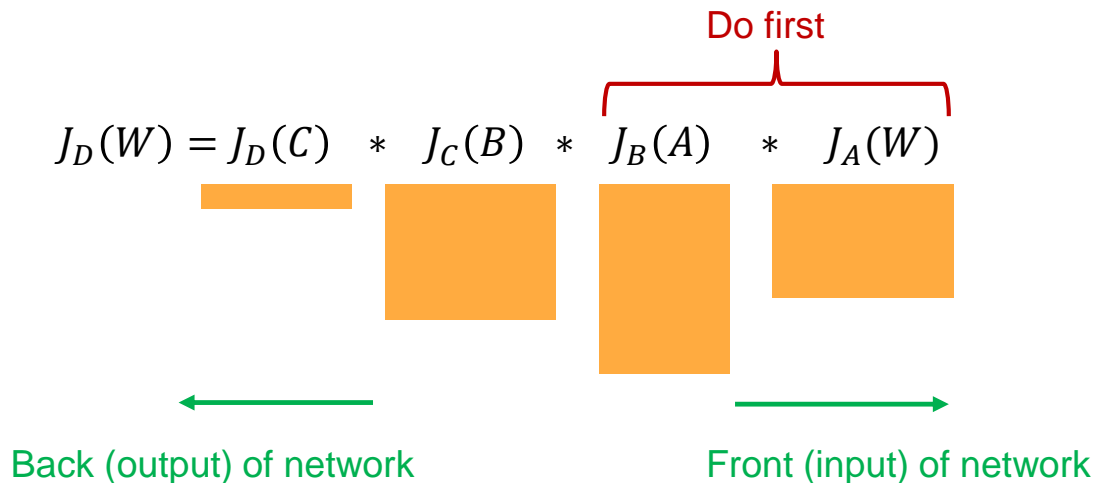 Do first
J_D(W) = J_D(C) * J_C(B) * J_B(A) * J_A(W)
Back (output) of network Front (input) of network